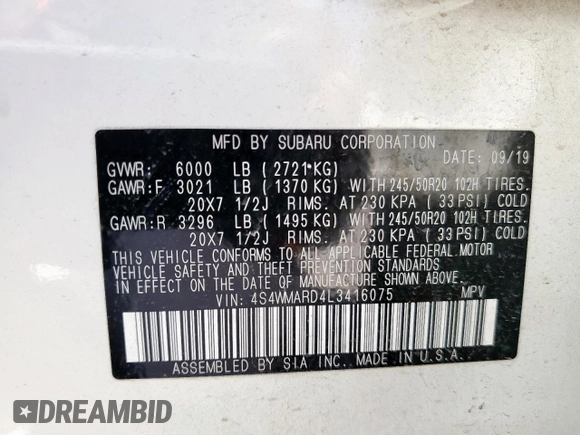 MFD BY SUBARU CORPORATION
DATE: 09/19
GVWR: 6000 LB (2721 KG)
GAWR:F 3021 LB (1370 KG) WITH 245/50R20 102H TIRES.
20X7 1/2J RIMS. AT 230 KPA (33 PSI) COLD
GAWR:R 3296 LB (1495 KG) WITH 245/50R20 102H TIRES.
20X7 1/2J RIMS. AT 230 KPA (33 PSI) COLD
THIS VEHICLE CONFORMS TO ALL APPLICABLE FEDERAL MOTOR
VEHICLE SAFETY AND THEFT PREVENTION STANDARDS
IN EFFECT ON THE DATE OF MANUFACTURE SHOWN ABOVE.
VIN: 4S4WMARD4L3416075 MPV
ASSEMBLED BY SIA INC. MADE IN U.S.A.
DREAMBID